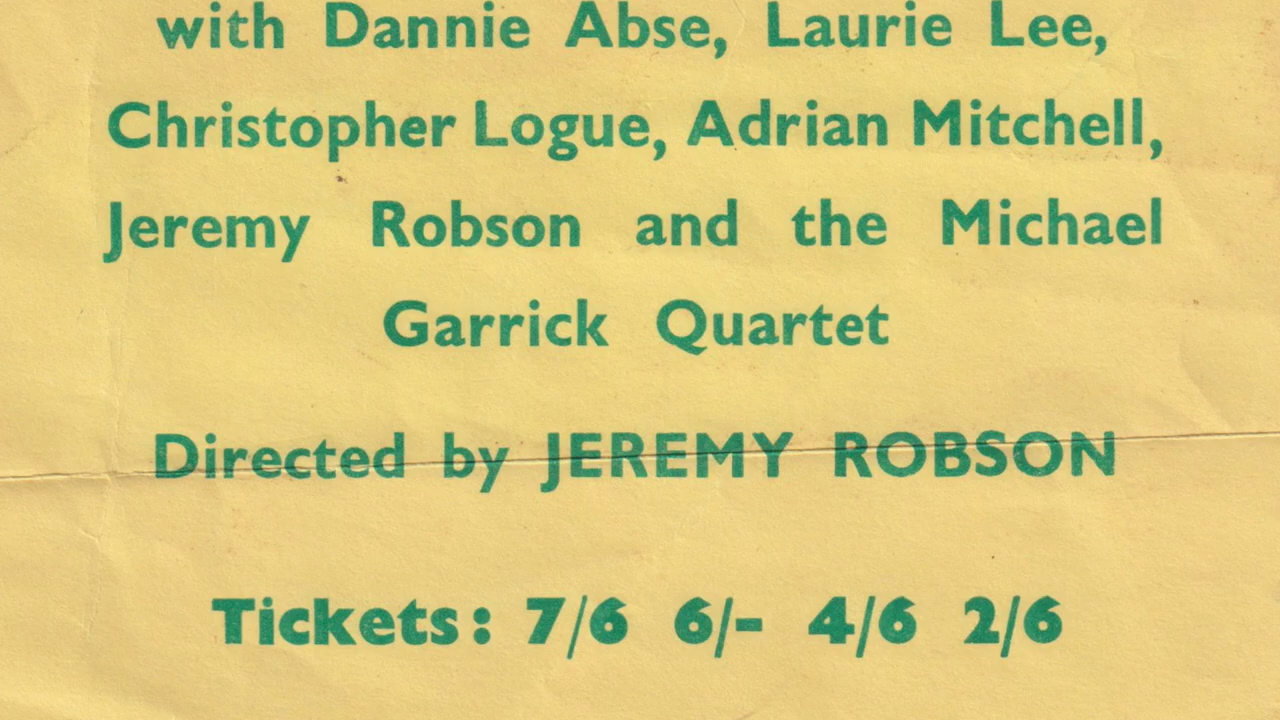 with Dannie Abse, Laurie Lee,
Christopher Logue, Adrian Mitchell,
Jeremy Robson and the Michael
Garrick Quartet
Directed by JEREMY ROBSON
Tickets: 7/6 6/- 4/6 2/6